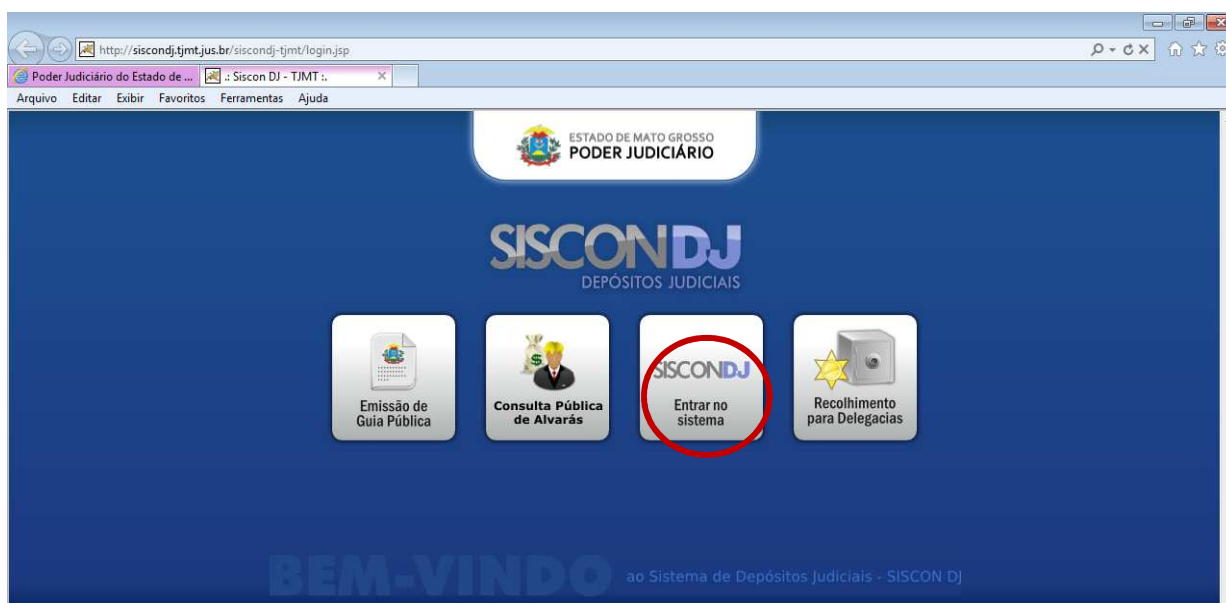 http://siscondj.tjmt.jus.br/siscondj-tjmt/login.jsp
Poder Judiciário do Estado de ...
.: Siscon DJ - TJMT :.
Arquivo Editar Exibir Favoritos Ferramentas Ajuda
ESTADO DE MATO GROSSO
PODER JUDICIÁRIO
SISCONDJ
DEPÓSITOS JUDICIAIS
Emissão de
Guia Pública
Consulta Pública
de Alvarás
SISCONDJ
Entrar no
sistema
Recolhimento
para Delegacias
BEM-VINDO ao Sistema de Depósitos Judiciais - SISCON DJ